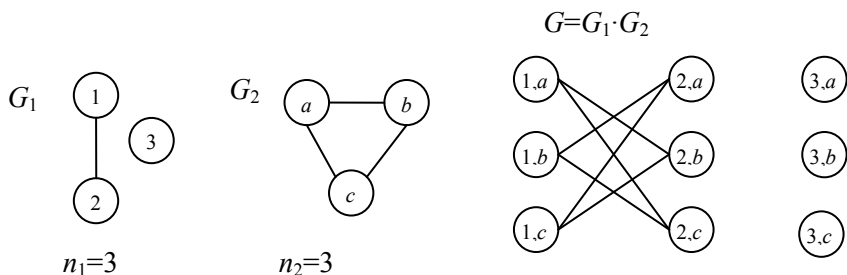 G=G₁·G₂
G₁
1
3
2
n₁=3
G₂
a
b
c
n₂=3
1,a
2,a
3,a
1,b
2,b
3,b
1,c
2,c
3,c